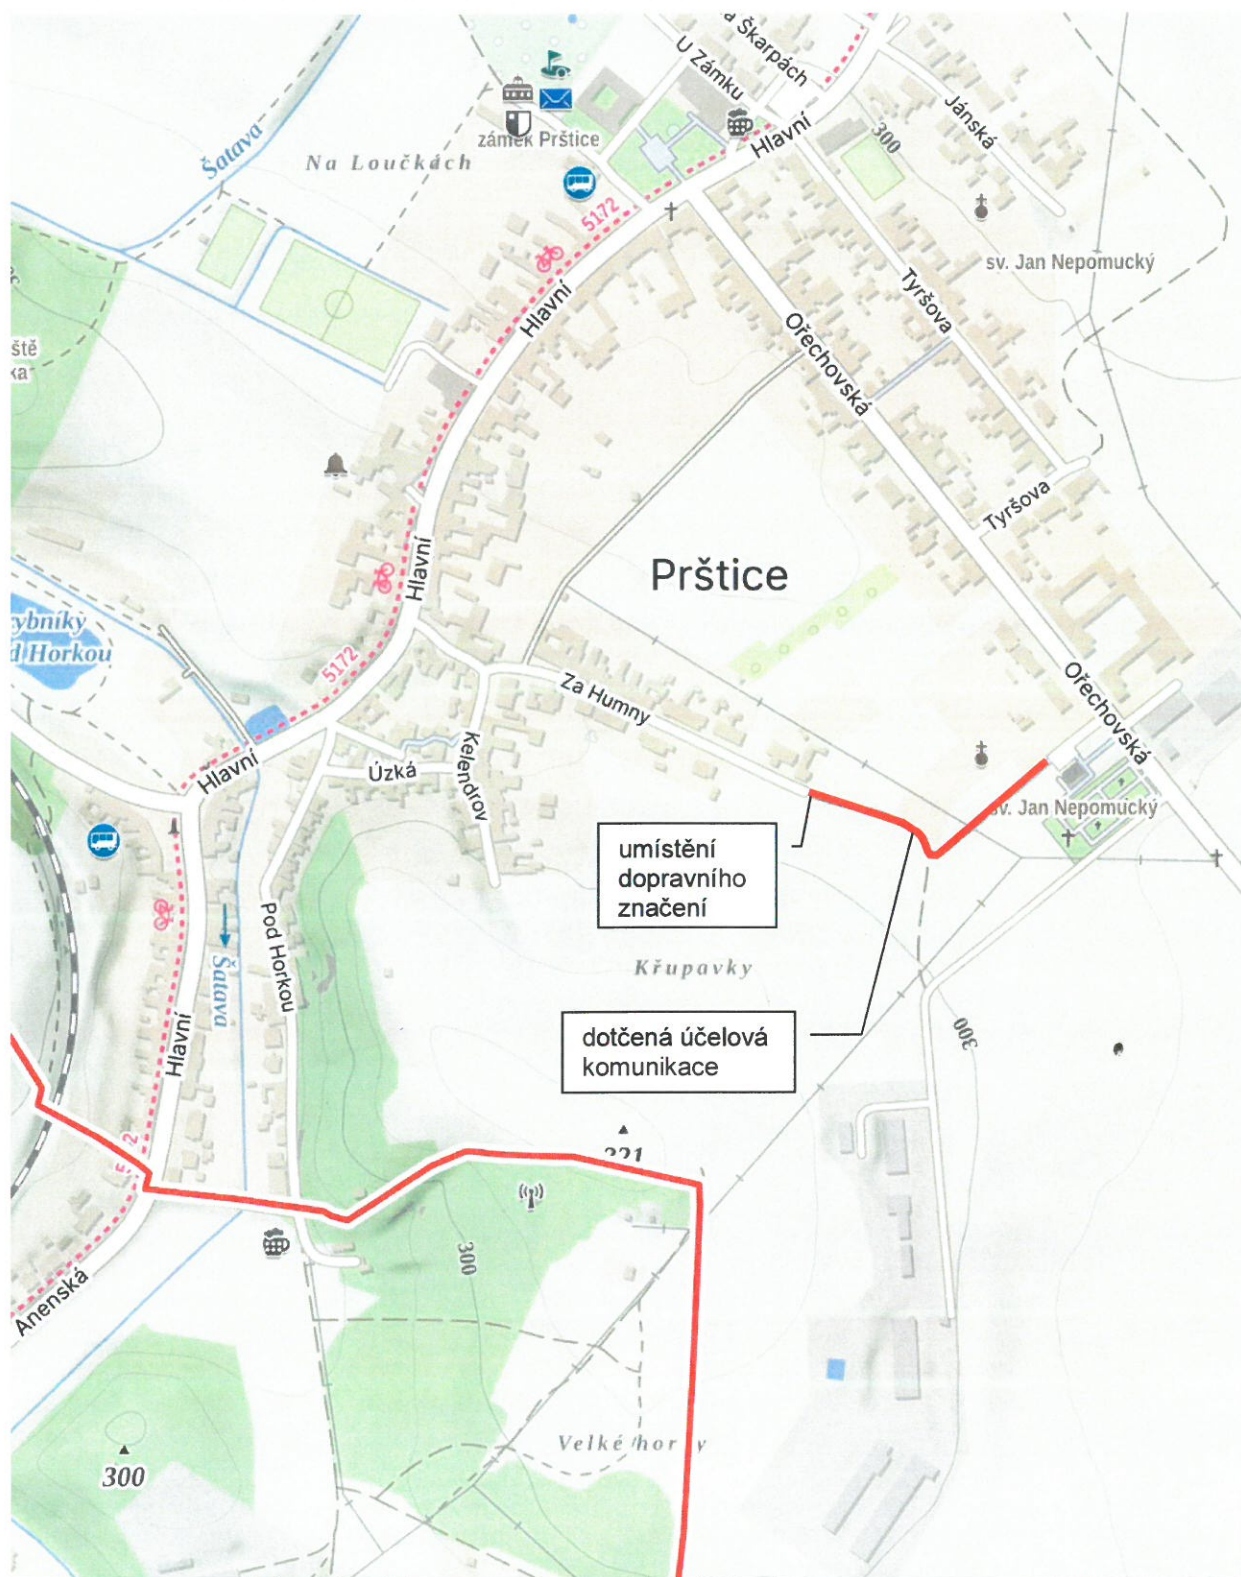 Škarpách
U Zámku
Jánská
Hlavní
300
Šatava
Na Loučkách
zámek Prštice
5172
sv. Jan Nepomucký
Tyršova
Hlavní
Ořechovská
ště
Tyršova
Hlavní
Prštice
rybníky
d Horkou
5172
Za Humny
Ořechovská
Hlavní
Úzká
Kelendrov
sv. Jan Nepomucký
umístění
dopravního
značení
Pod Horkou
Šatava
Křupavky
Hlavní
dotčená účelová
komunikace
300
300
Anenská
Velké
300